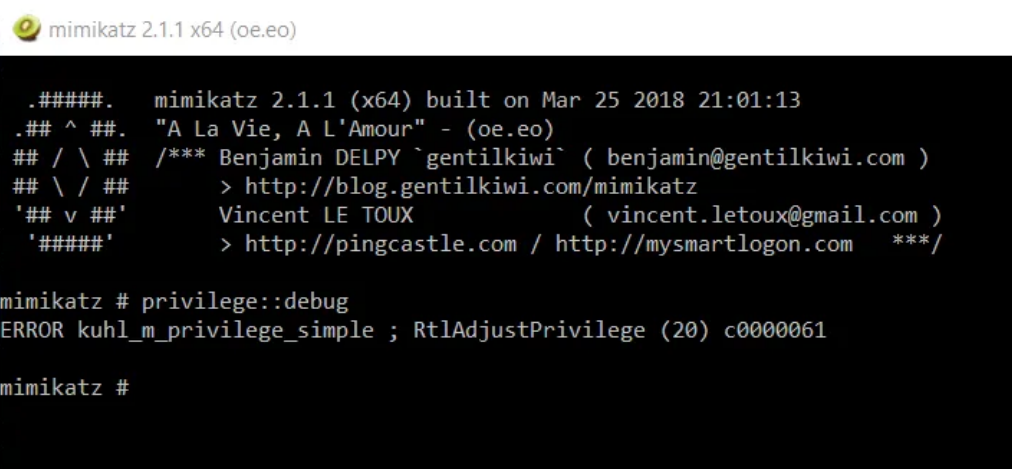 mimikatz 2.1.1 x64 (oe.eo)
.#####. mimikatz 2.1.1 (x64) built on Mar 25 2018 21:01:13
.## ^ ##. "A La Vie, A L'Amour" - (oe.eo)
## / \ ## /*** Benjamin DELPY `gentilkiwi` ( benjamin@gentilkiwi.com )
## \ / ## > http://blog.gentilkiwi.com/mimikatz
'## v ##' Vincent LE TOUX ( vincent.letoux@gmail.com )
'#####' > http://pingcastle.com / http://mysmartlogon.com ***/
mimikatz # privilege::debug
ERROR kuhl_m_privilege_simple ; RtlAdjustPrivilege (20) c0000061
mimikatz #